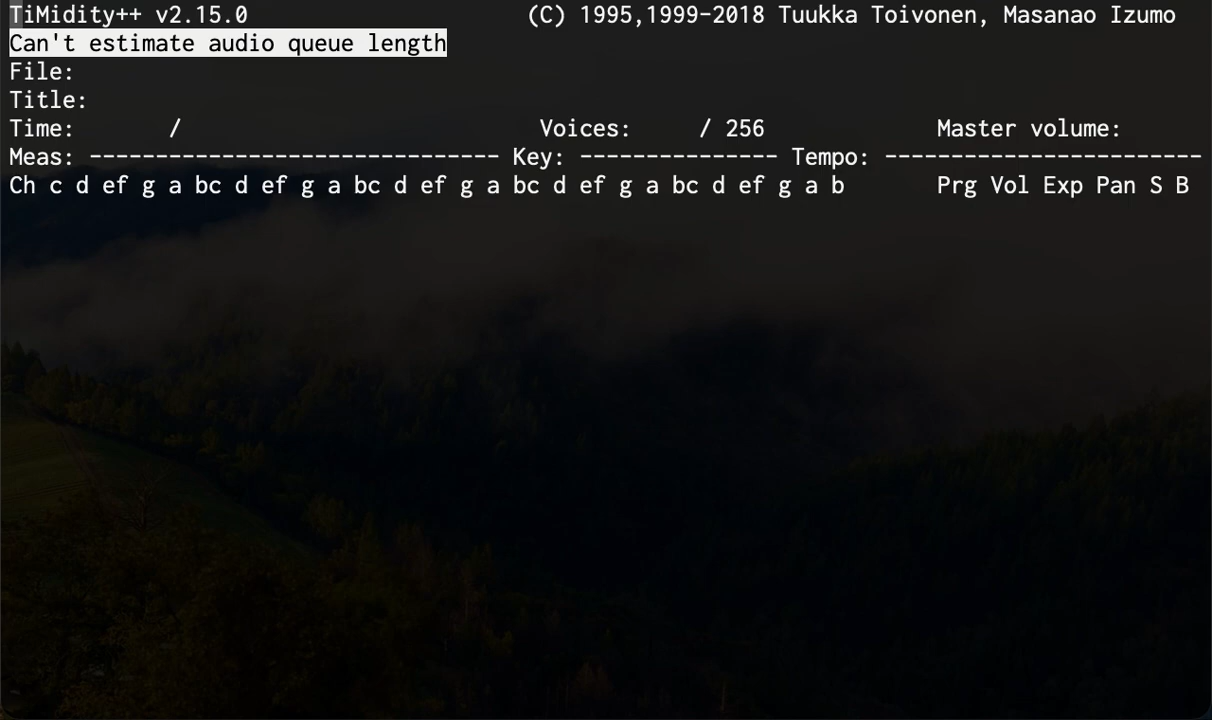 TiMidity++ v2.15.0 (C) 1995,1999-2018 Tuukka Toivonen, Masanao Izumo
Can't estimate audio queue length
File:
Title:
Time: / Voices: / 256 Master volume:
Meas: ------------------------------- Key: --------------- Tempo: ------------------------
Ch c d ef g a bc d ef g a bc d ef g a bc d ef g a bc d ef g a b Prg Vol Exp Pan S B